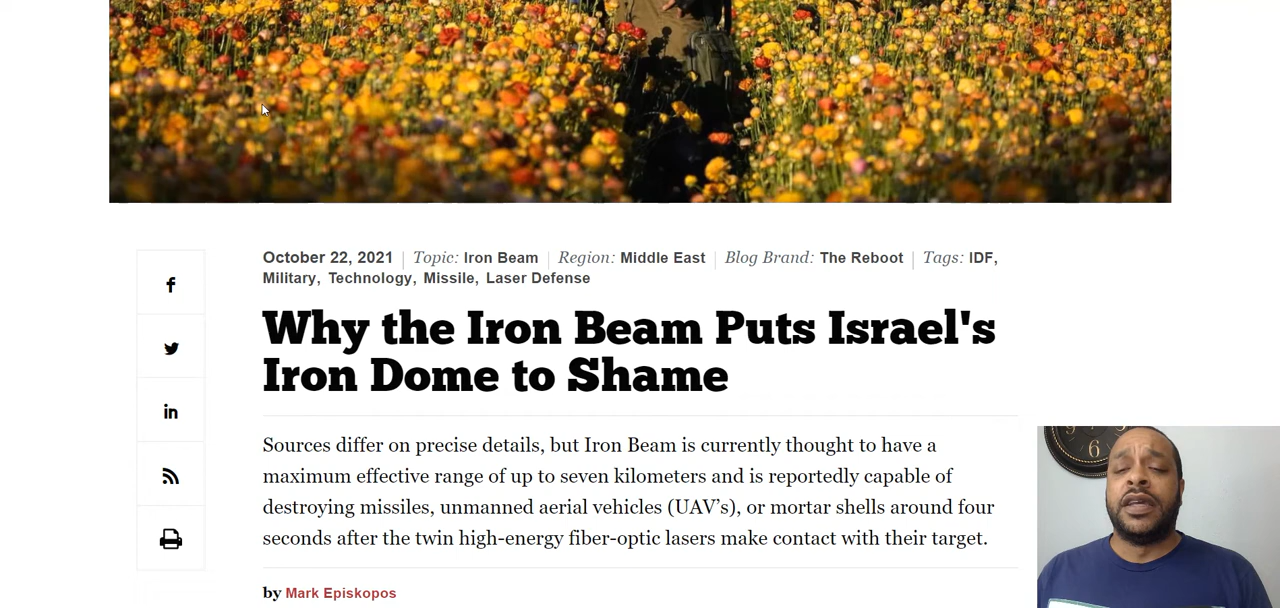 October 22, 2021 | Topic: Iron Beam | Region: Middle East | Blog Brand: The Reboot | Tags: IDF,
Military, Technology, Missile, Laser Defense
Why the Iron Beam Puts Israel's
Iron Dome to Shame
Sources differ on precise details, but Iron Beam is currently thought to have a
maximum effective range of up to seven kilometers and is reportedly capable of
destroying missiles, unmanned aerial vehicles (UAV’s), or mortar shells around four
seconds after the twin high-energy fiber-optic lasers make contact with their target.
by Mark Episkopos
6